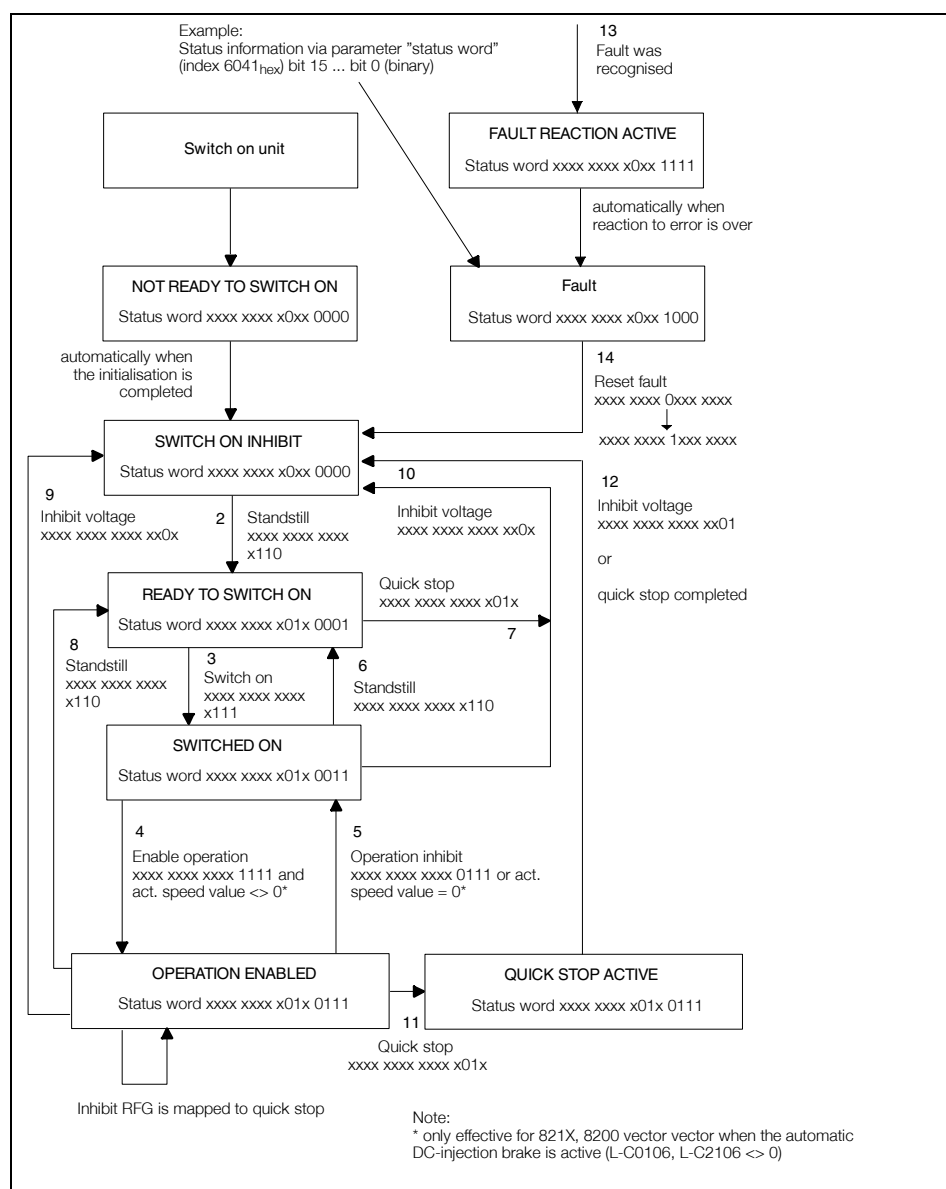 Example:
Status information via parameter "status word"
(index 6041hex) bit 15 ... bit 0 (binary)
13
Fault was
recognised
Switch on unit
FAULT REACTION ACTIVE
Status word xxxx xxxx x0xx 1111
automatically when
reaction to error is over
NOT READY TO SWITCH ON
Status word xxxx xxxx x0xx 0000
Fault
Status word xxxx xxxx x0xx 1000
automatically when
the initialisation is
completed
14
Reset fault
xxxx xxxx 0xxx xxxx
xxxx xxxx 1xxx xxxx
SWITCH ON INHIBIT
Status word xxxx xxxx x0xx 0000
9
Inhibit voltage
xxxx xxxx xxxx xx0x
2
Standstill
xxxx xxxx xxxx
x110
10
Inhibit voltage
xxxx xxxx xxxx xx0x
12
Inhibit voltage
xxxx xxxx xxxx xx01
or
quick stop completed
READY TO SWITCH ON
Status word xxxx xxxx x01x 0001
Quick stop
xxxx xxxx xxxx x01x
7
8
Standstill
xxxx xxxx xxxx
x110
3
Switch on
xxxx xxxx xxxx
x111
6
Standstill
xxxx xxxx xxxx x110
SWITCHED ON
Status word xxxx xxxx x01x 0011
4
Enable operation
xxxx xxxx xxxx 1111 and
act. speed value <> 0*
5
Operation inhibit
xxxx xxxx xxxx 0111 or act.
speed value = 0*
OPERATION ENABLED
Status word xxxx xxxx x01x 0111
QUICK STOP ACTIVE
Status word xxxx xxxx x01x 0111
11
Quick stop
xxxx xxxx xxxx x01x
Inhibit RFG is mapped to quick stop
Note:
* only effective for 821X, 8200 vector vector when the automatic
DC-injection brake is active (L-C0106, L-C2106 <> 0)